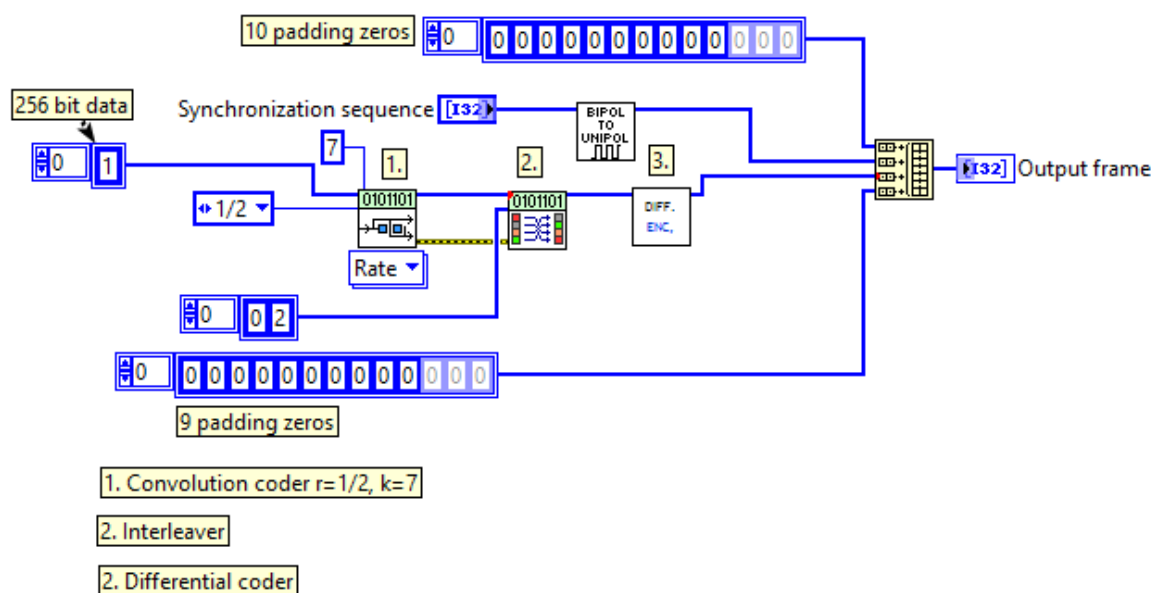 10 padding zeros
0
0 0 0 0 0 0 0 0 0 0 0 0 0
256 bit data
0 1
Synchronization sequence
[I32]
BIPOL
TO
UNIPOL
7
1.
2.
3.
[I32]
Output frame
1/2
0101101
0101101
DIFF.
ENC,
Rate
0
0 2
0
0 0 0 0 0 0 0 0 0 0 0 0 0
9 padding zeros
1. Convolution coder r=1/2, k=7
2. Interleaver
2. Differential coder